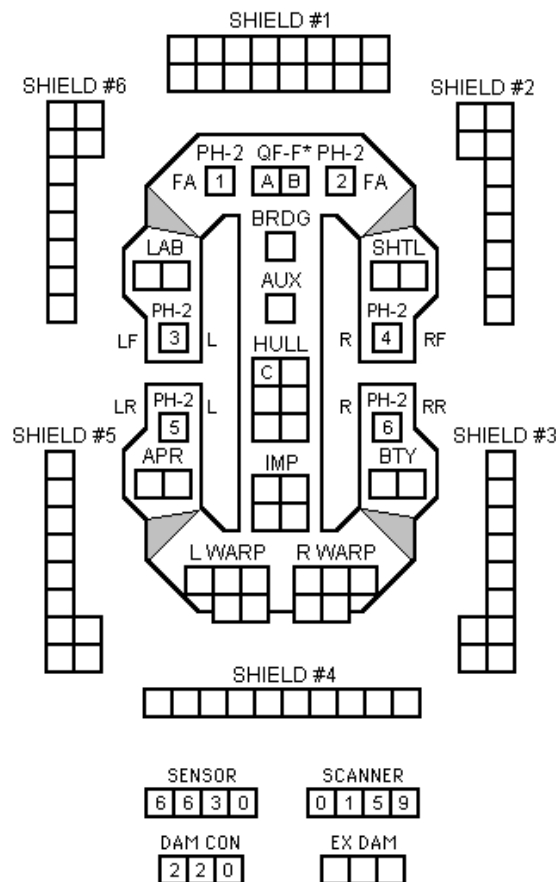 SHIELD #1
SHIELD #6
SHIELD #2
PH-2 QF-F* PH-2
FA 1 A B 2 FA
BRDG
LAB
SHTL
AUX
PH-2
PH-2
LF 3 L
R 4 RF
HULL
C
LR PH-2 L
R PH-2 RR
5
6
SHIELD #5
SHIELD #3
APR
IMP
BTY
L WARP R WARP
SHIELD #4
SENSOR
SCANNER
6 6 3 0
0 1 5 9
DAM CON
EX DAM
2 2 0